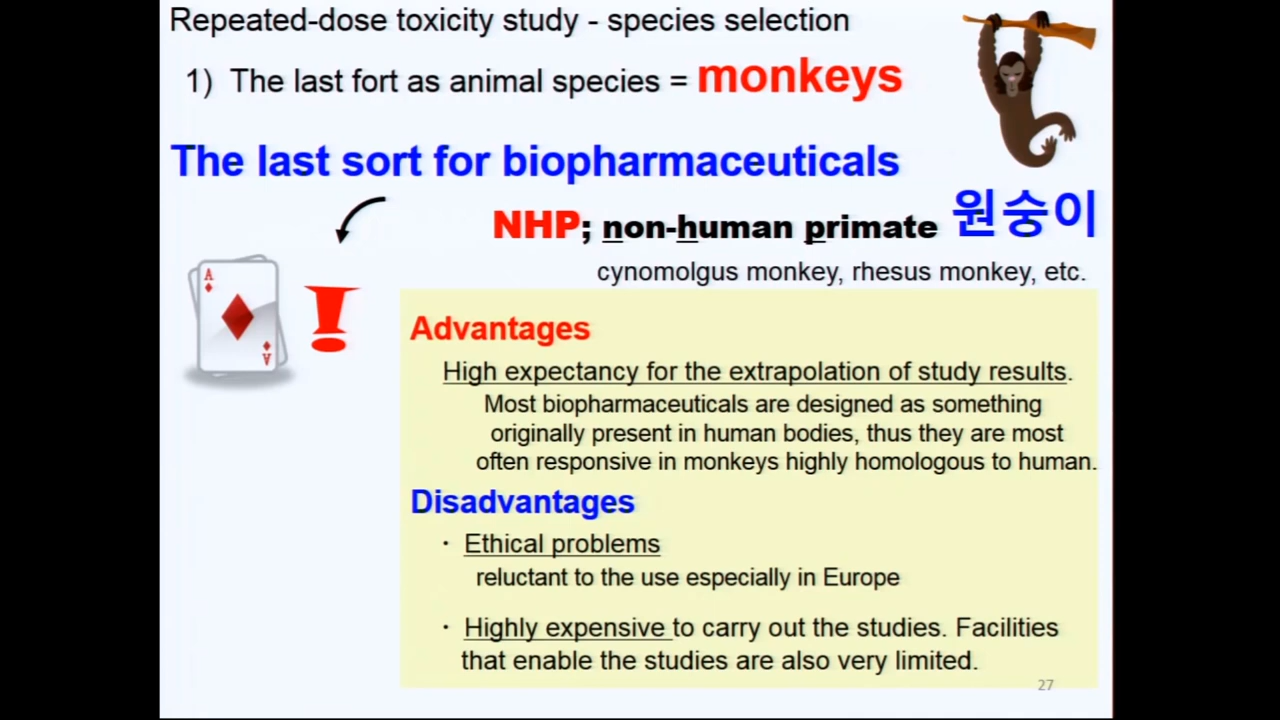 Repeated-dose toxicity study - species selection
1) The last fort as animal species = monkeys
The last sort for biopharmaceuticals
NHP; non-human primate 원숭이
cynomolgus monkey, rhesus monkey, etc.
A
A
!
Advantages
High expectancy for the extrapolation of study results.
Most biopharmaceuticals are designed as something
originally present in human bodies, thus they are most
often responsive in monkeys highly homologous to human.
Disadvantages
· Ethical problems
reluctant to the use especially in Europe
· Highly expensive to carry out the studies. Facilities
that enable the studies are also very limited.
27